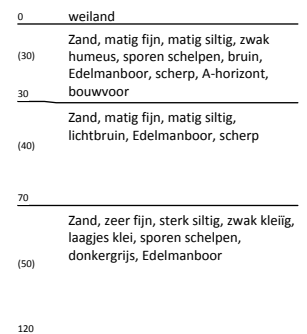 0 weiland
Zand, matig fijn, matig siltig, zwak
(30) humeus, sporen schelpen, bruin,
Edelmanboor, scherp, A-horizont,
30 bouwvoor
Zand, matig fijn, matig siltig,
lichtbruin, Edelmanboor, scherp
(40)
70
Zand, zeer fijn, sterk siltig, zwak kleiïg,
laagjes klei, sporen schelpen,
donkergrijs, Edelmanboor
(50)
120